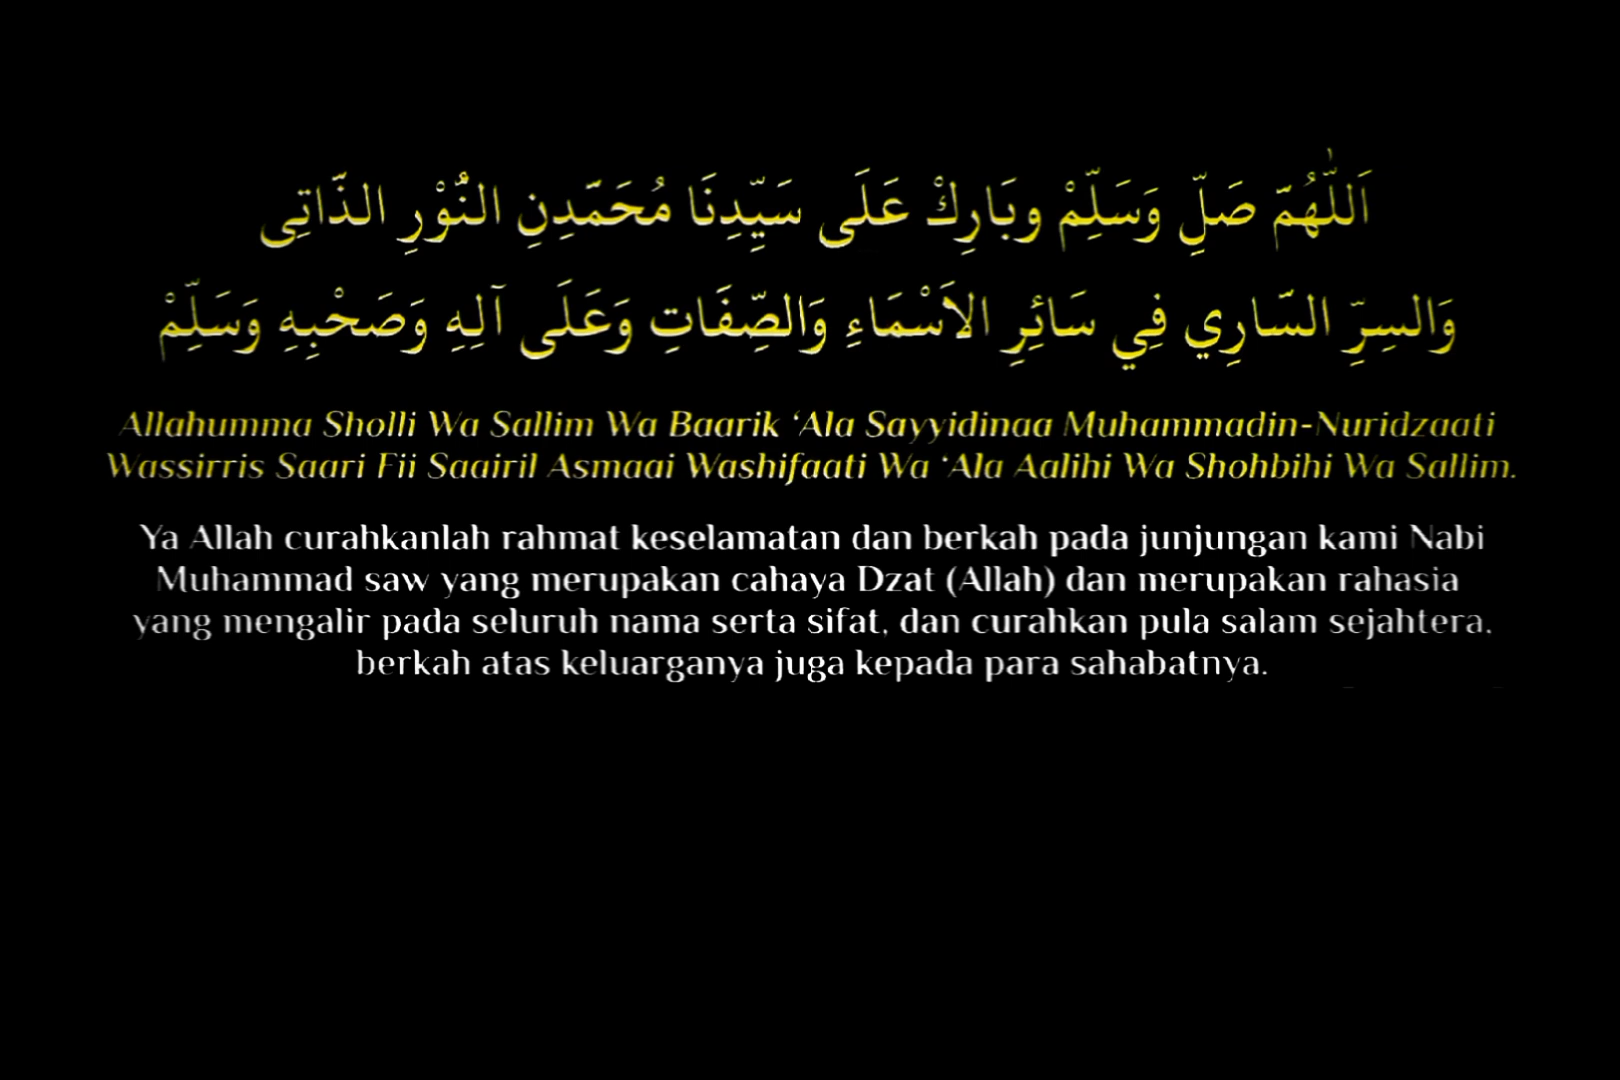 اَللّٰهُمَّ صَلِّ وَسَلِّمْ وبَارِكْ عَلَى سَيِّدِنَا مُحَمَّدِنِ النُّوْرِ الذَّاتِى
وَالسِرِّ السَّارِي فِي سَائِرِ الاَسْمَاءِ وَالصِّفَاتِ وَعَلَى آلِهِ وَصَحْبِهِ وَسَلِّمْ
Allahumma Sholli Wa Sallim Wa Baarik ‘Ala Sayyidinaa Muhammadin-Nuridzaati
Wassirris Saari Fii Saairil Asmaai Washifaati Wa ‘Ala Aalihi Wa Shohbihi Wa Sallim.
Ya Allah curahkanlah rahmat keselamatan dan berkah pada junjungan kami Nabi
Muhammad saw yang merupakan cahaya Dzat (Allah) dan merupakan rahasia
yang mengalir pada seluruh nama serta sifat, dan curahkan pula salam sejahtera,
berkah atas keluarganya juga kepada para sahabatnya.